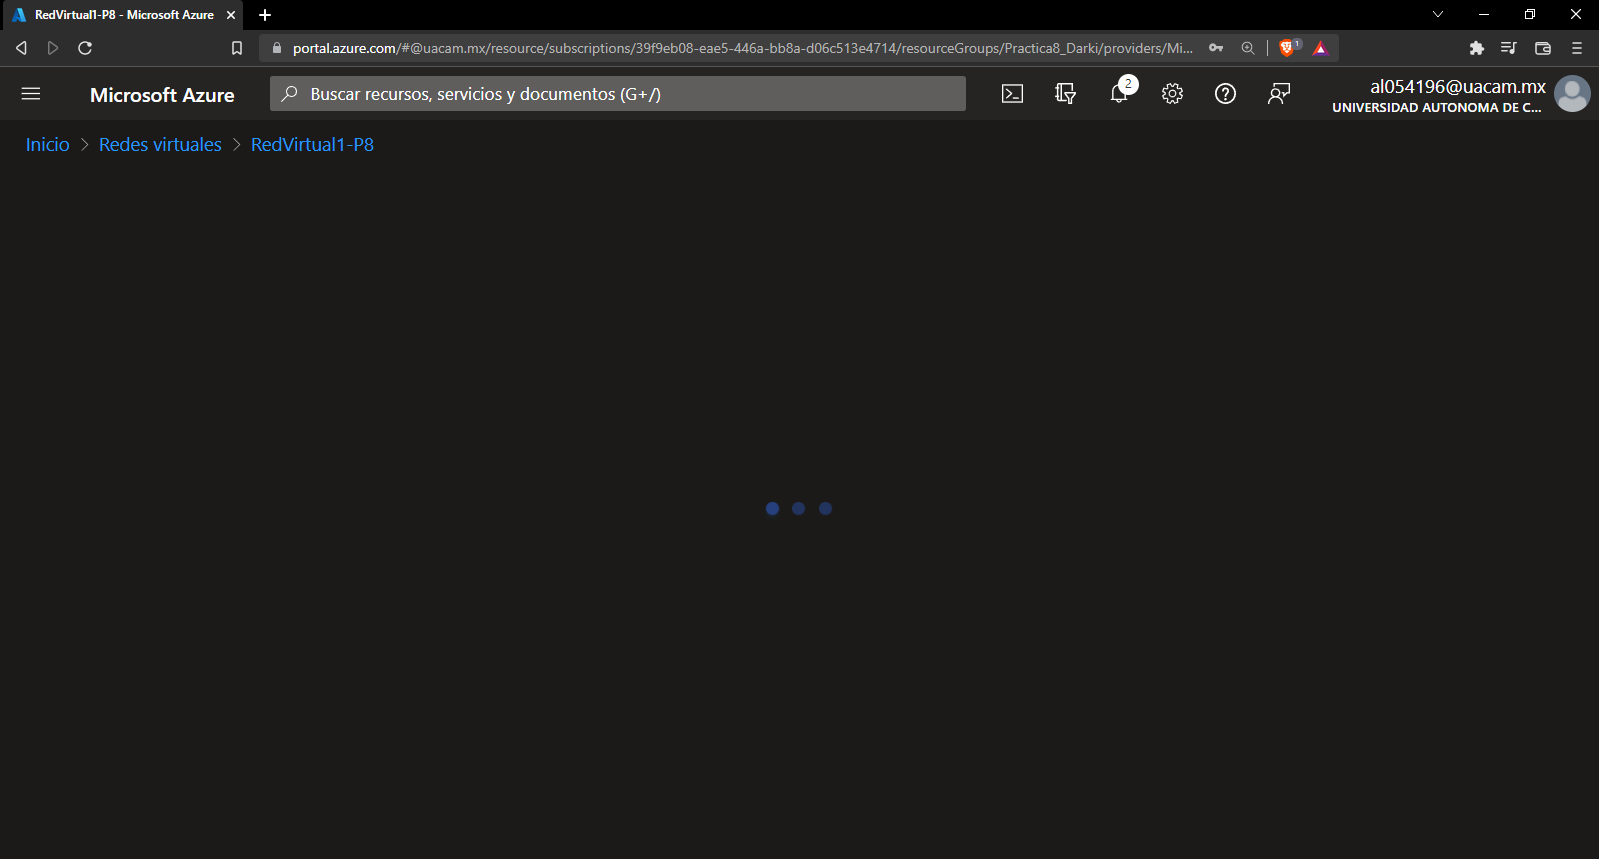 RedVirtual1-P8 - Microsoft Azure
portal.azure.com/#@uacam.mx/resource/subscriptions/39f9eb08-eae5-446a-bb8a-d06c513e4714/resourceGroups/Practica8_Darki/providers/Mi...
1
Microsoft Azure
Buscar recursos, servicios y documentos (G+/)
2
al054196@uacam.mx
UNIVERSIDAD AUTONOMA DE C...
Inicio > Redes virtuales > RedVirtual1-P8